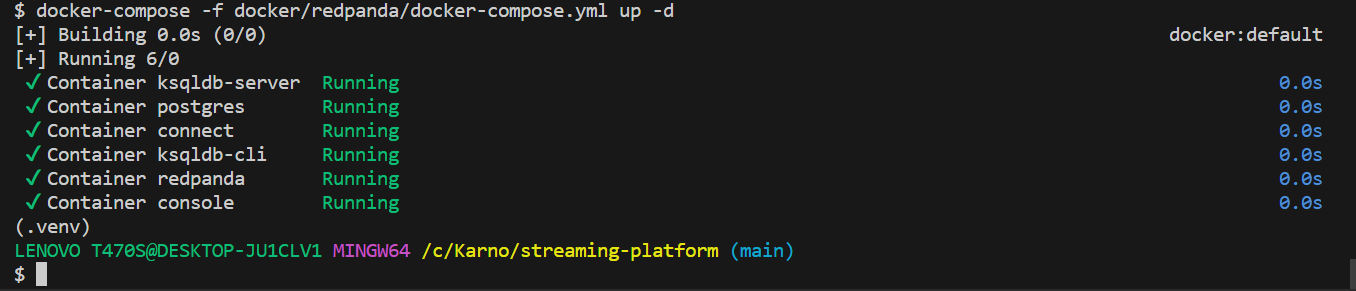 $ docker-compose -f docker/redpanda/docker-compose.yml up -d
[+] Building 0.0s (0/0) docker:default
[+] Running 6/0
✓ Container ksqldb-server Running 0.0s
✓ Container postgres Running 0.0s
✓ Container connect Running 0.0s
✓ Container ksqldb-cli Running 0.0s
✓ Container redpanda Running 0.0s
✓ Container console Running 0.0s
(.venv)
LENOVO T470S@DESKTOP-JU1CLV1 MINGW64 /c/Karno/streaming-platform (main)
$